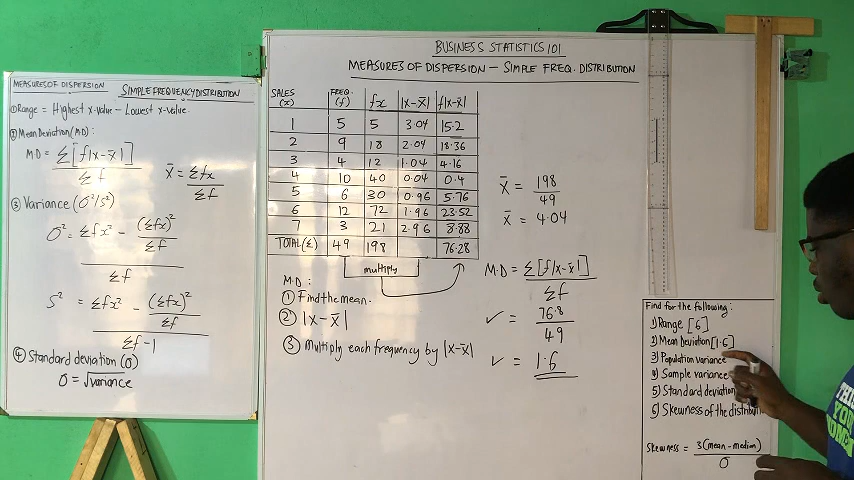 MEASURES OF DISPERSION SIMPLE FREQUENCY DISTRIBUTION
① Range = Highest x-value - Lowest x-value
② Mean Deviation (MD):
MD = Σ[f|x-x̄|]
Σf
x̄ = Σfx
Σf
③ Variance (σ²/s²)
σ² = Σfx² - (Σfx)²
Σf
Σf
s² = Σfx² - (Σfx)²
Σf
Σf-1
④ Standard deviation (σ)
σ = √variance
BUSINESS STATISTICS 101
MEASURES OF DISPERSION - SIMPLE FREQ. DISTRIBUTION
SALES (x) FREQ. (f) fx |x-x̄| f|x-x̄|
1 5 5 3.04 15.2
2 9 18 2.04 18.36
3 4 12 1.04 4.16
4 10 40 0.04 0.4
5 6 30 0.96 5.76
6 12 72 1.96 23.52
7 3 21 2.96 8.88
TOTAL (Σ) 49 198 76.28
multiply
M.D:
① Find the mean.
② |x-x̄|
③ Multiply each frequency by |x-x̄|
x̄ = 198
49
x̄ = 4.04
M.D = Σ[f|x-x̄|]
Σf
✓ = 76.8
49
✓ = 1.6
Find for the following:
1) Range [6]
2) Mean Deviation [1.6]
3) Population variance
4) Sample variance
5) Standard deviation
6) Skewness of the distribut
Skewness = 3(mean-median)
σ
YOU